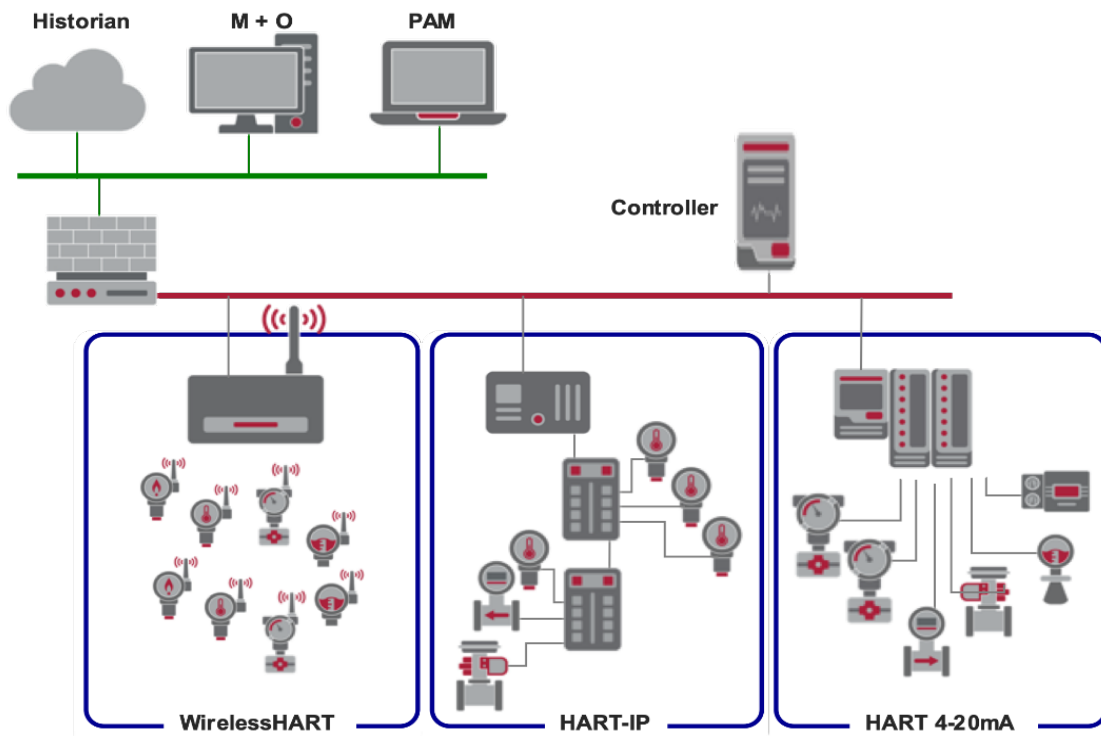 Historian
M + O
PAM
Controller
WirelessHART
HART-IP
HART 4-20mA